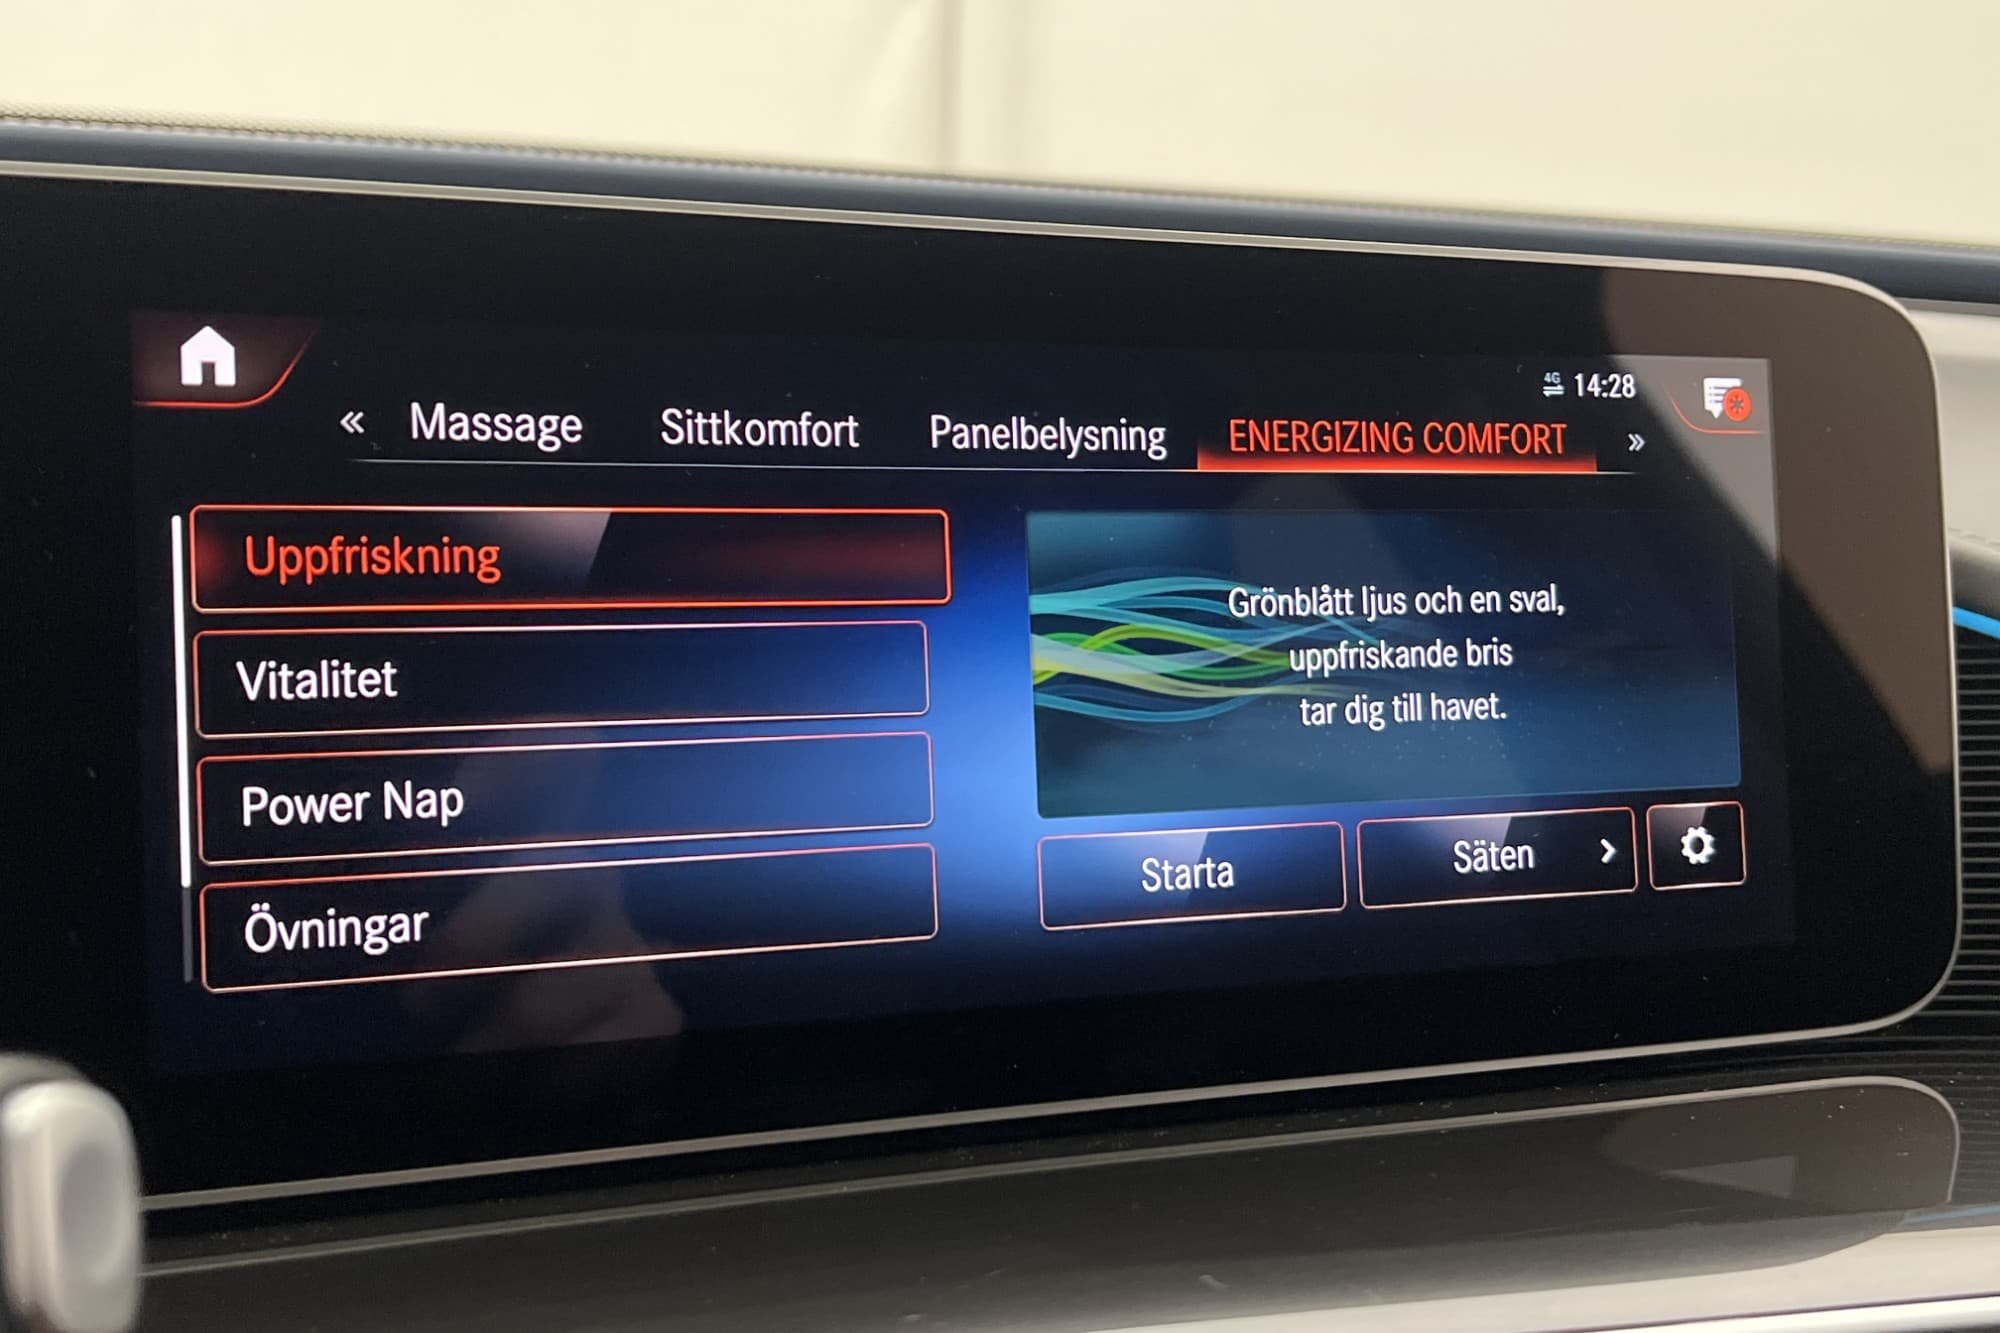 4G 14:28
« Massage Sittkomfort Panelbelysning ENERGIZING COMFORT »
Uppfriskning
Vitalitet
Power Nap
Övningar
Grönblått ljus och en sval,
uppfriskande bris
tar dig till havet.
Starta
Säten